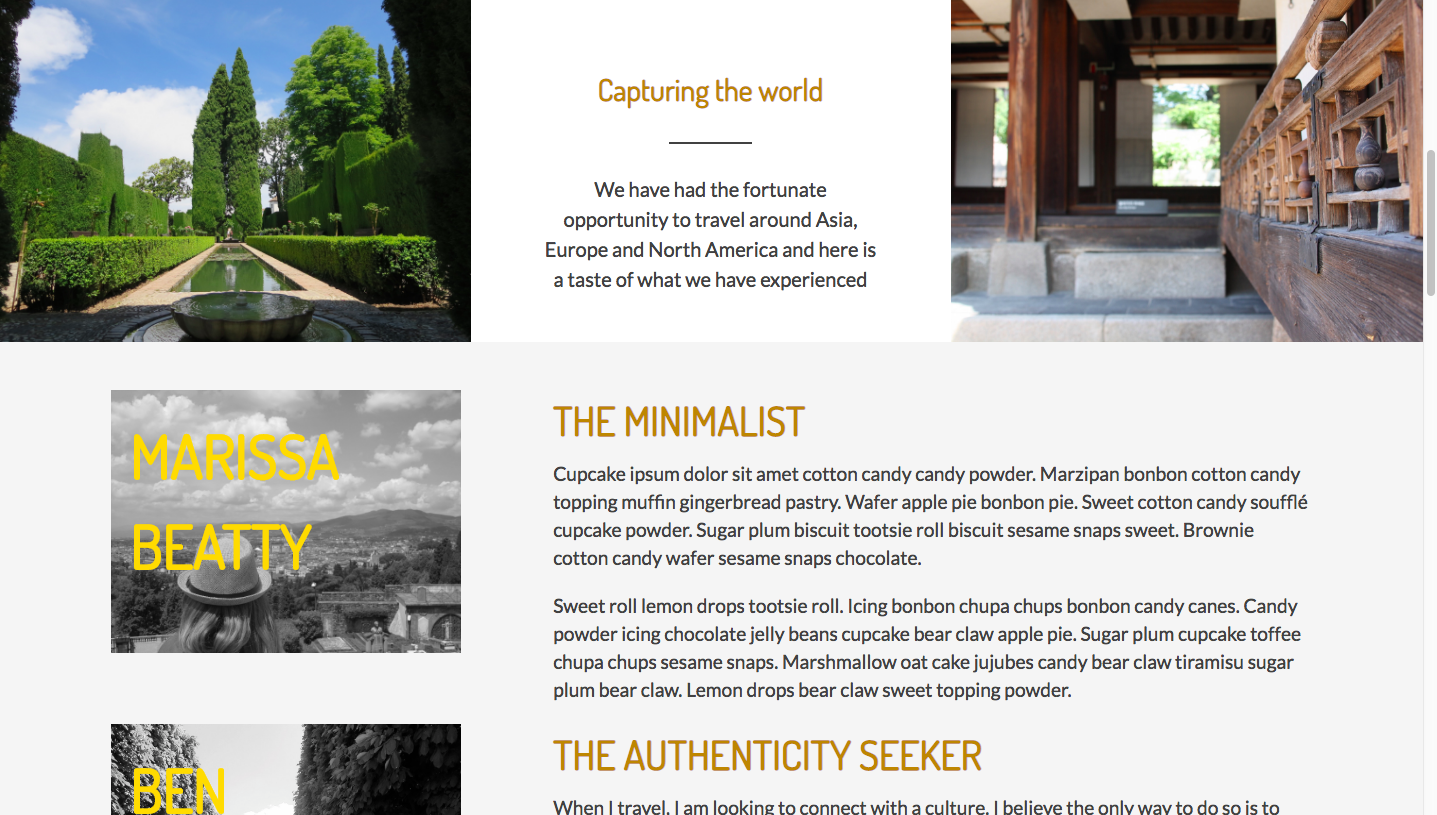 Capturing the world
We have had the fortunate
opportunity to travel around Asia,
Europe and North America and here is
a taste of what we have experienced
MARISSA
BEATTY
THE MINIMALIST
Cupcake ipsum dolor sit amet cotton candy candy powder. Marzipan bonbon cotton candy
topping muffin gingerbread pastry. Wafer apple pie bonbon pie. Sweet cotton candy soufflé
cupcake powder. Sugar plum biscuit tootsie roll biscuit sesame snaps sweet. Brownie
cotton candy wafer sesame snaps chocolate.
Sweet roll lemon drops tootsie roll. Icing bonbon chupa chups bonbon candy canes. Candy
powder icing chocolate jelly beans cupcake bear claw apple pie. Sugar plum cupcake toffee
chupa chups sesame snaps. Marshmallow oat cake jujubes candy bear claw tiramisu sugar
plum bear claw. Lemon drops bear claw sweet topping powder.
BEN
THE AUTHENTICITY SEEKER
When I travel, I am looking to connect with a culture. I believe the only way to do so is to